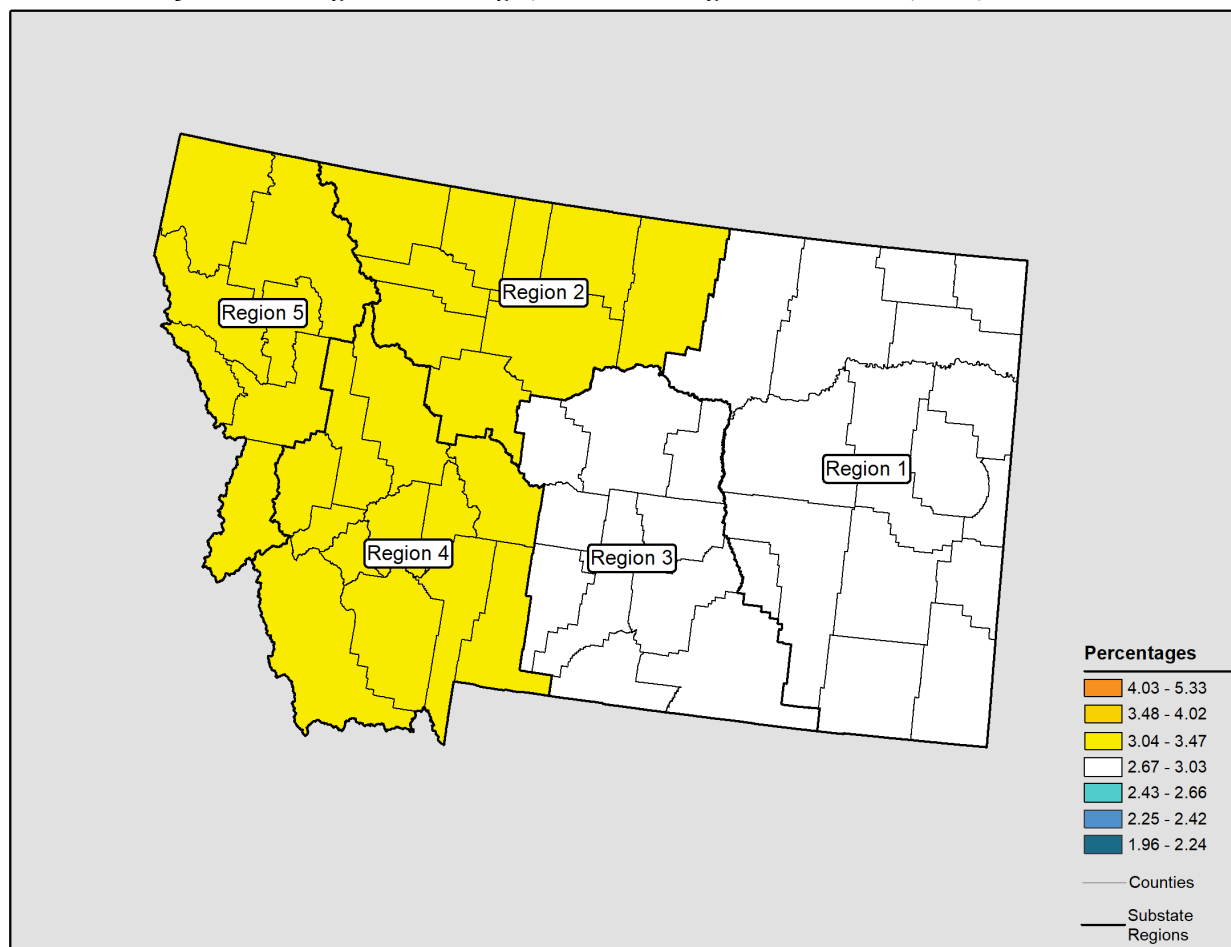 Region 2
Region 5
Region 1
Region 4
Region 3
Percentages
4.03 - 5.33
3.48 - 4.02
3.04 - 3.47
2.67 - 3.03
2.43 - 2.66
2.25 - 2.42
1.96 - 2.24
Counties
Substate
Regions